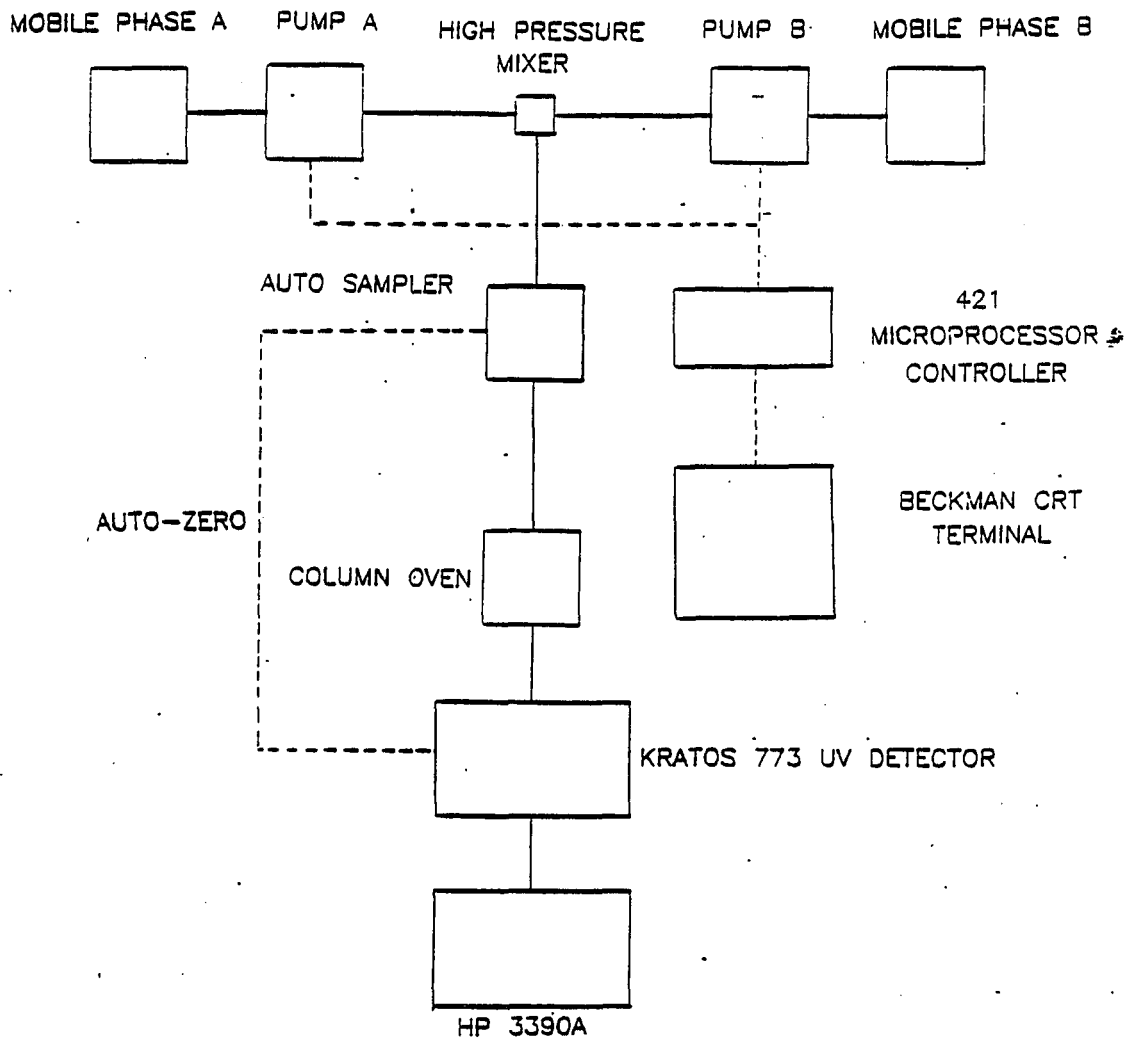 MOBILE PHASE A
PUMP A
HIGH PRESSURE
MIXER
PUMP B
MOBILE PHASE B
AUTO SAMPLER
421
MICROPROCESSOR
CONTROLLER
AUTO-ZERO
BECKMAN CRT
TERMINAL
COLUMN OVEN
KRATOS 773 UV DETECTOR
HP 3390A